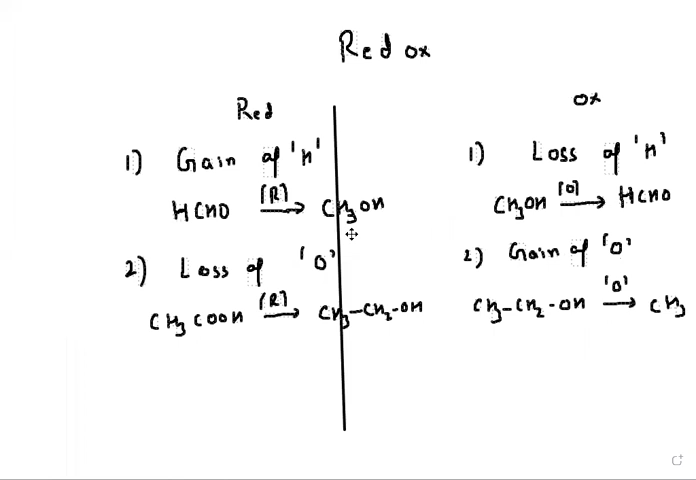 Redox
Red
1) Gain of 'H'
HCHO [R]→ CH3OH
2) Loss of 'O'
CH3COOH [R]→ CH3-CH2-OH
Ox
1) Loss of 'H'
CH3OH [O]→ HCHO
2) Gain of 'O'
CH3-CH2-OH 'O'→ CH3